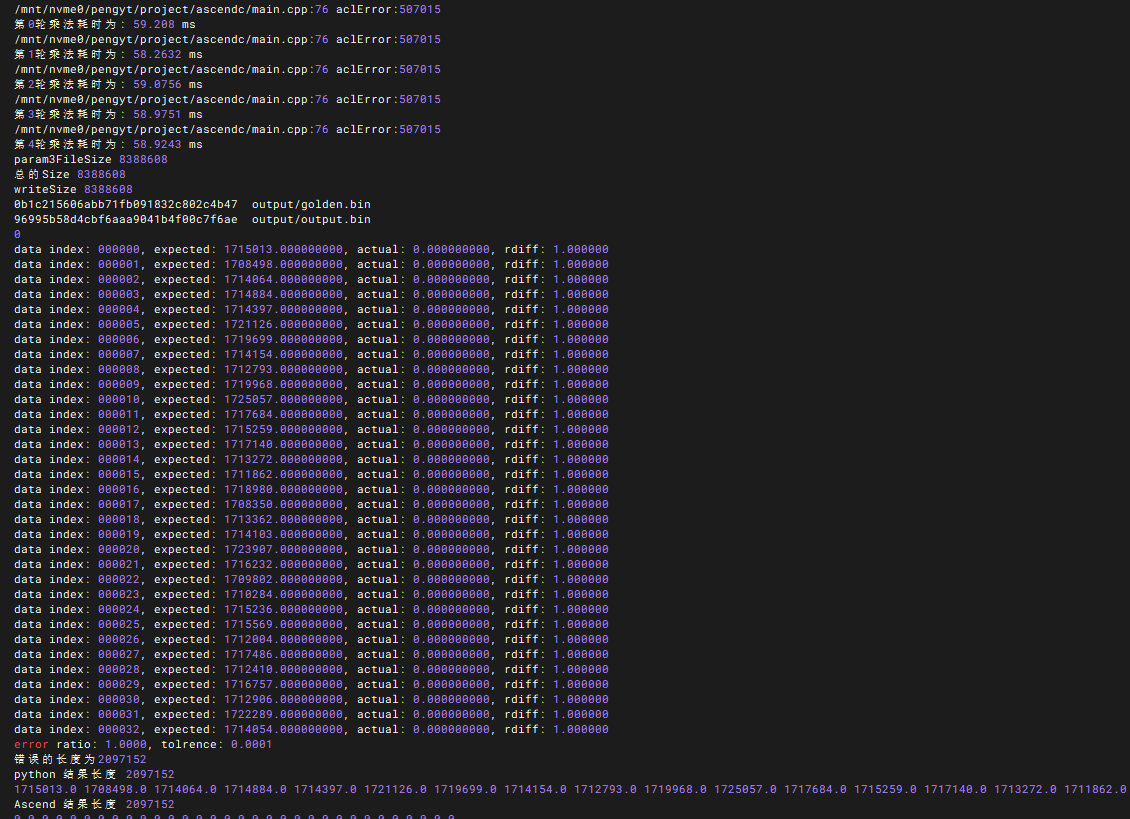 /mnt/nvme0/pengyt/project/ascendc/main.cpp:76 aclError:507015
第0轮乘法耗时为: 59.208 ms
/mnt/nvme0/pengyt/project/ascendc/main.cpp:76 aclError:507015
第1轮乘法耗时为: 58.2632 ms
/mnt/nvme0/pengyt/project/ascendc/main.cpp:76 aclError:507015
第2轮乘法耗时为: 59.0756 ms
/mnt/nvme0/pengyt/project/ascendc/main.cpp:76 aclError:507015
第3轮乘法耗时为: 58.9751 ms
/mnt/nvme0/pengyt/project/ascendc/main.cpp:76 aclError:507015
第4轮乘法耗时为: 58.9243 ms
param3FileSize 8388608
总的Size 8388608
writeSize 8388608
0b1c215606abb71fb091832c802c4b47  output/golden.bin
96995b58d4cbf6aaa9041b4f00c7f6ae  output/output.bin
0
data index: 000000, expected: 1715013.000000000, actual: 0.000000000, rdiff: 1.000000
data index: 000001, expected: 1708498.000000000, actual: 0.000000000, rdiff: 1.000000
data index: 000002, expected: 1714064.000000000, actual: 0.000000000, rdiff: 1.000000
data index: 000003, expected: 1714884.000000000, actual: 0.000000000, rdiff: 1.000000
data index: 000004, expected: 1714397.000000000, actual: 0.000000000, rdiff: 1.000000
data index: 000005, expected: 1721126.000000000, actual: 0.000000000, rdiff: 1.000000
data index: 000006, expected: 1719699.000000000, actual: 0.000000000, rdiff: 1.000000
data index: 000007, expected: 1714154.000000000, actual: 0.000000000, rdiff: 1.000000
data index: 000008, expected: 1712793.000000000, actual: 0.000000000, rdiff: 1.000000
data index: 000009, expected: 1719968.000000000, actual: 0.000000000, rdiff: 1.000000
data index: 000010, expected: 1725057.000000000, actual: 0.000000000, rdiff: 1.000000
data index: 000011, expected: 1717684.000000000, actual: 0.000000000, rdiff: 1.000000
data index: 000012, expected: 1715259.000000000, actual: 0.000000000, rdiff: 1.000000
data index: 000013, expected: 1717140.000000000, actual: 0.000000000, rdiff: 1.000000
data index: 000014, expected: 1713272.000000000, actual: 0.000000000, rdiff: 1.000000
data index: 000015, expected: 1711862.000000000, actual: 0.000000000, rdiff: 1.000000
data index: 000016, expected: 1718980.000000000, actual: 0.000000000, rdiff: 1.000000
data index: 000017, expected: 1708350.000000000, actual: 0.000000000, rdiff: 1.000000
data index: 000018, expected: 1713362.000000000, actual: 0.000000000, rdiff: 1.000000
data index: 000019, expected: 1714103.000000000, actual: 0.000000000, rdiff: 1.000000
data index: 000020, expected: 1723907.000000000, actual: 0.000000000, rdiff: 1.000000
data index: 000021, expected: 1716232.000000000, actual: 0.000000000, rdiff: 1.000000
data index: 000022, expected: 1709802.000000000, actual: 0.000000000, rdiff: 1.000000
data index: 000023, expected: 1710284.000000000, actual: 0.000000000, rdiff: 1.000000
data index: 000024, expected: 1715236.000000000, actual: 0.000000000, rdiff: 1.000000
data index: 000025, expected: 1715569.000000000, actual: 0.000000000, rdiff: 1.000000
data index: 000026, expected: 1712004.000000000, actual: 0.000000000, rdiff: 1.000000
data index: 000027, expected: 1717486.000000000, actual: 0.000000000, rdiff: 1.000000
data index: 000028, expected: 1712410.000000000, actual: 0.000000000, rdiff: 1.000000
data index: 000029, expected: 1716757.000000000, actual: 0.000000000, rdiff: 1.000000
data index: 000030, expected: 1712906.000000000, actual: 0.000000000, rdiff: 1.000000
data index: 000031, expected: 1722289.000000000, actual: 0.000000000, rdiff: 1.000000
data index: 000032, expected: 1714054.000000000, actual: 0.000000000, rdiff: 1.000000
error ratio: 1.0000, tolrence: 0.0001
错误的长度为2097152
python 结果长度 2097152
1715013.0 1708498.0 1714064.0 1714884.0 1714397.0 1721126.0 1719699.0 1714154.0 1712793.0 1719968.0 1725057.0 1717684.0 1715259.0 1717140.0 1713272.0 1711862.0
Ascend 结果长度 2097152